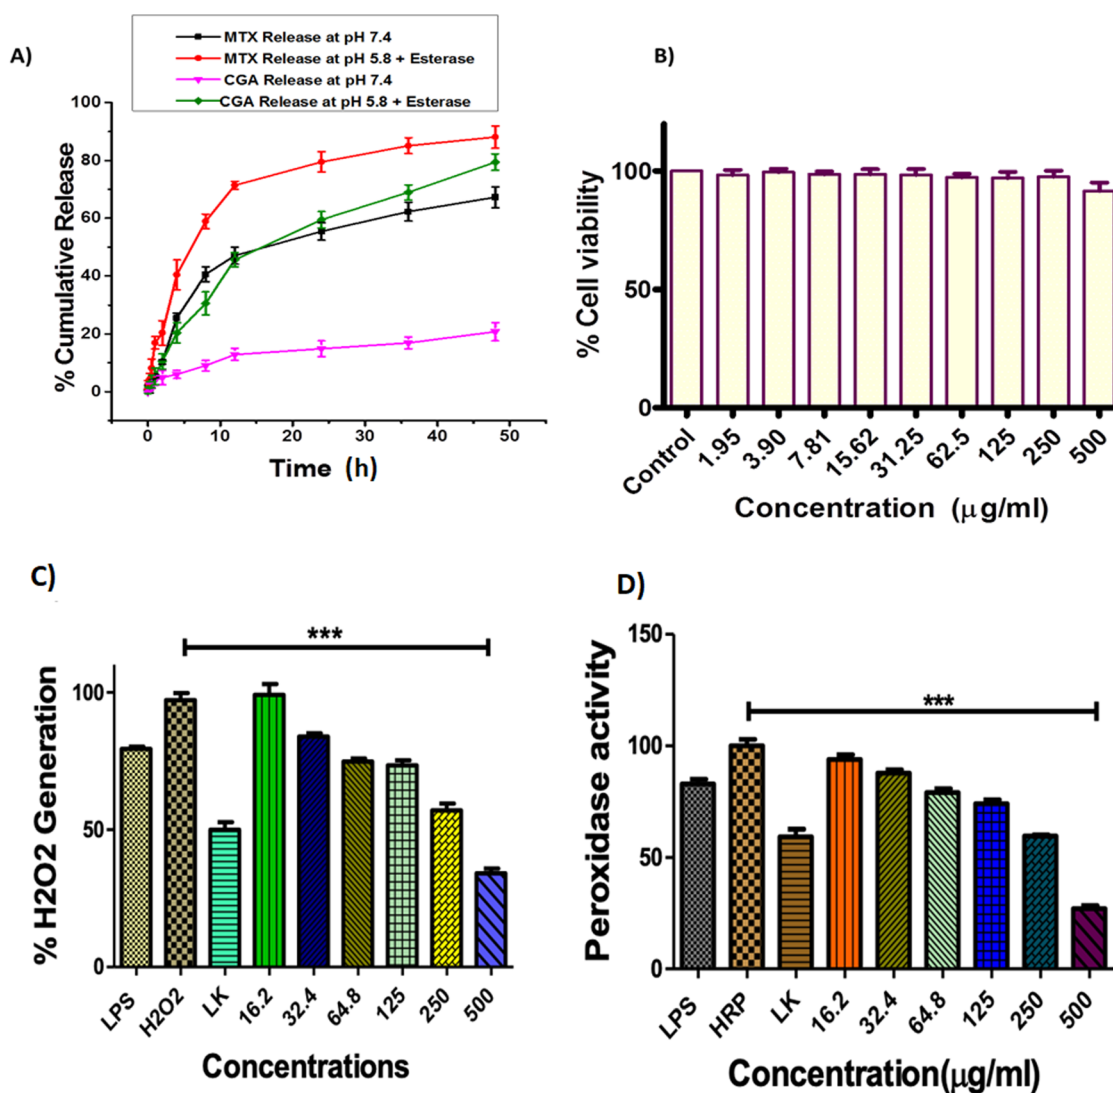 A)
MTX Release at pH 7.4
MTX Release at pH 5.8 + Esterase
CGA Release at pH 7.4
CGA Release at pH 5.8 + Esterase
% Cumulative Release
100
80
60
40
20
0
0 10 20 30 40 50
Time (h)
B)
% Cell viability
100
50
0
Control 1.95 3.90 7.81 15.62 31.25 62.5 125 250 500
Concentration (μg/ml)
C)
***
% H2O2 Generation
100
50
0
LPS H2O2 LK 16.2 32.4 64.8 125 250 500
Concentrations
D)
***
Peroxidase activity
150
100
50
0
LPS HRP LK 16.2 32.4 64.8 125 250 500
Concentration(μg/ml)